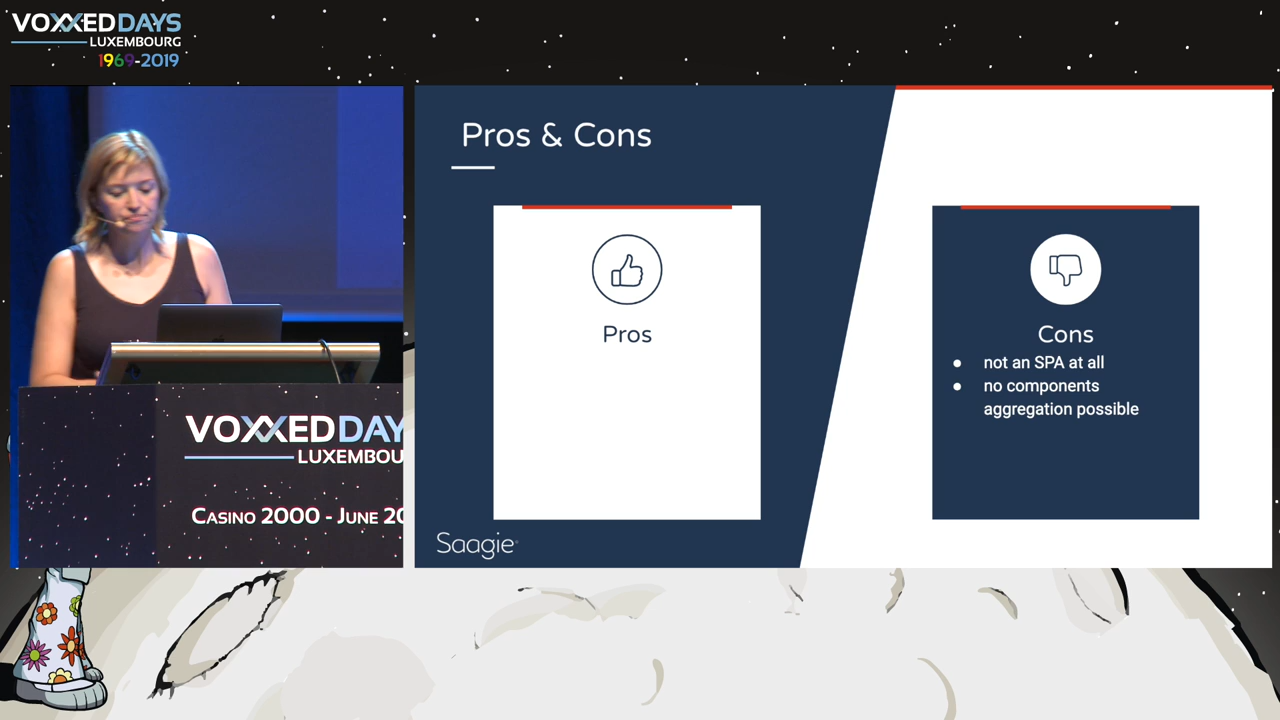 VOXXED DAYS
LUXEMBOURG
1969-2019
Pros & Cons
Pros
Cons
not an SPA at all
no components
aggregation possible
Saagie
VOXXED DAY
LUXEMBOU
CASINO 2000 - JUNE 20